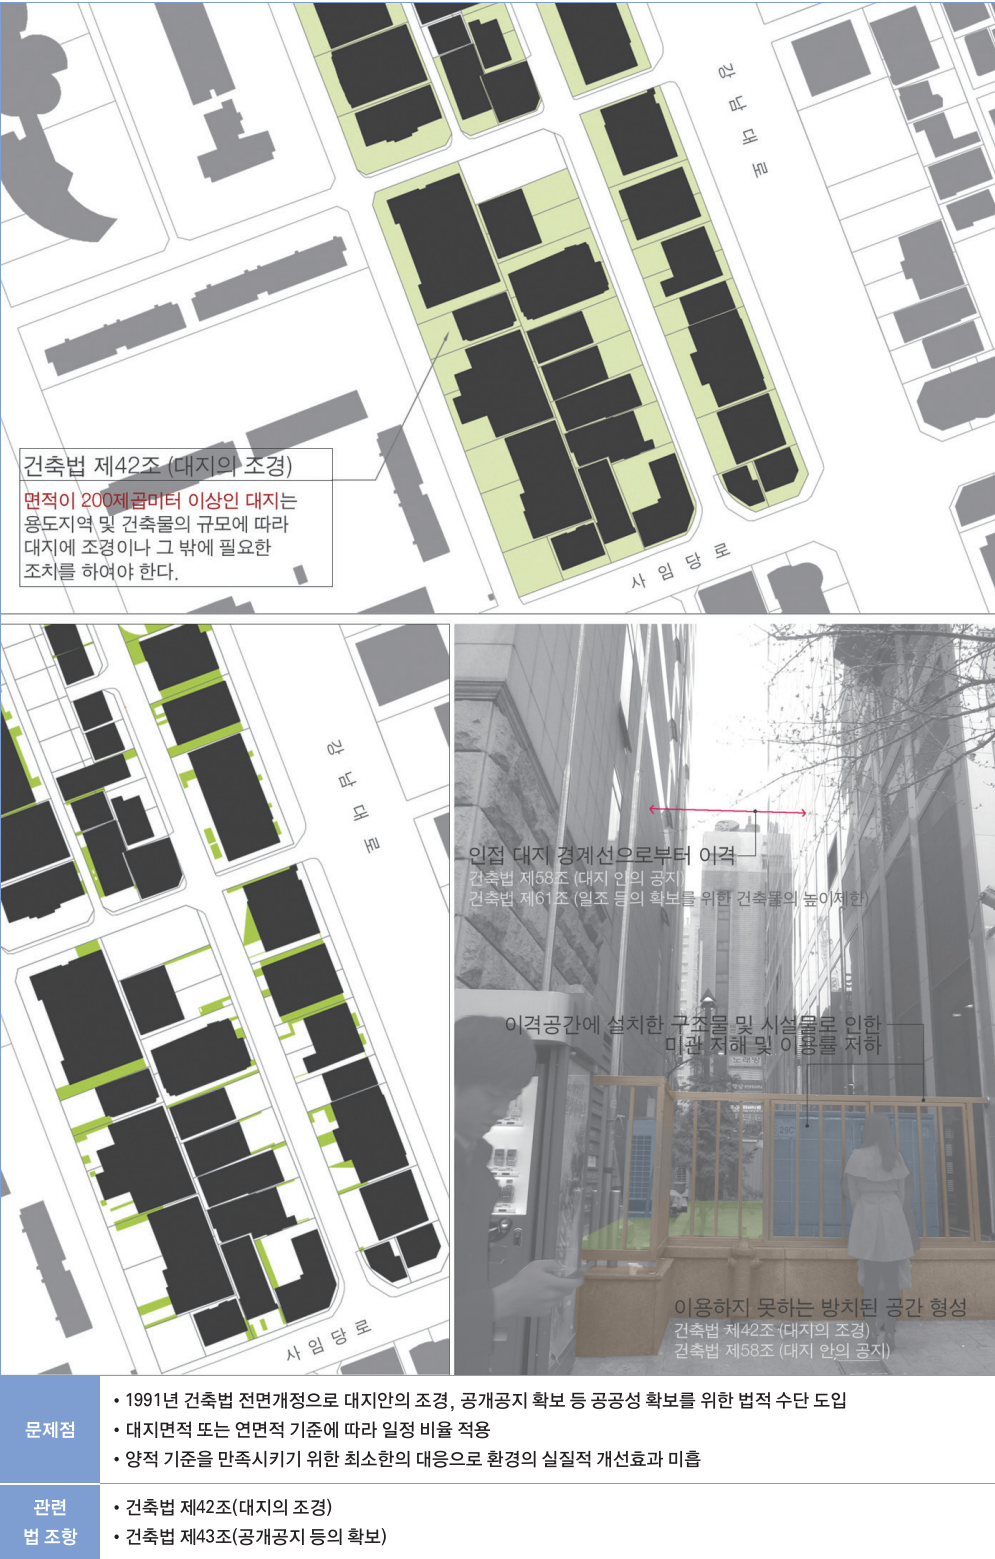 강남대로
건축법 제42조 (대지의 조경)
면적이 200제곱미터 이상인 대지는
용도지역 및 건축물의 규모에 따라
대지에 조경이나 그 밖에 필요한
조치를 하여야 한다.
사임당로
강남대로
사임당로
인접 대지 경계선으로부터 이격
건축법 제58조 (대지 안의 공지)
건축법 제61조 (일조 등의 확보를 위한 건축물의 높이제한)
이격공간에 설치한 구조물 및 시설물로 인한
미관 저해 및 이용률 저하
노래방
이용하지 못하는 방치된 공간 형성
건축법 제42조 (대지의 조경)
건축법 제58조 (대지 안의 공지)
문제점
• 1991년 건축법 전면개정으로 대지안의 조경, 공개공지 확보 등 공공성 확보를 위한 법적 수단 도입
• 대지면적 또는 연면적 기준에 따라 일정 비율 적용
• 양적 기준을 만족시키기 위한 최소한의 대응으로 환경의 실질적 개선효과 미흡
관련
법 조항
• 건축법 제42조(대지의 조경)
• 건축법 제43조(공개공지 등의 확보)